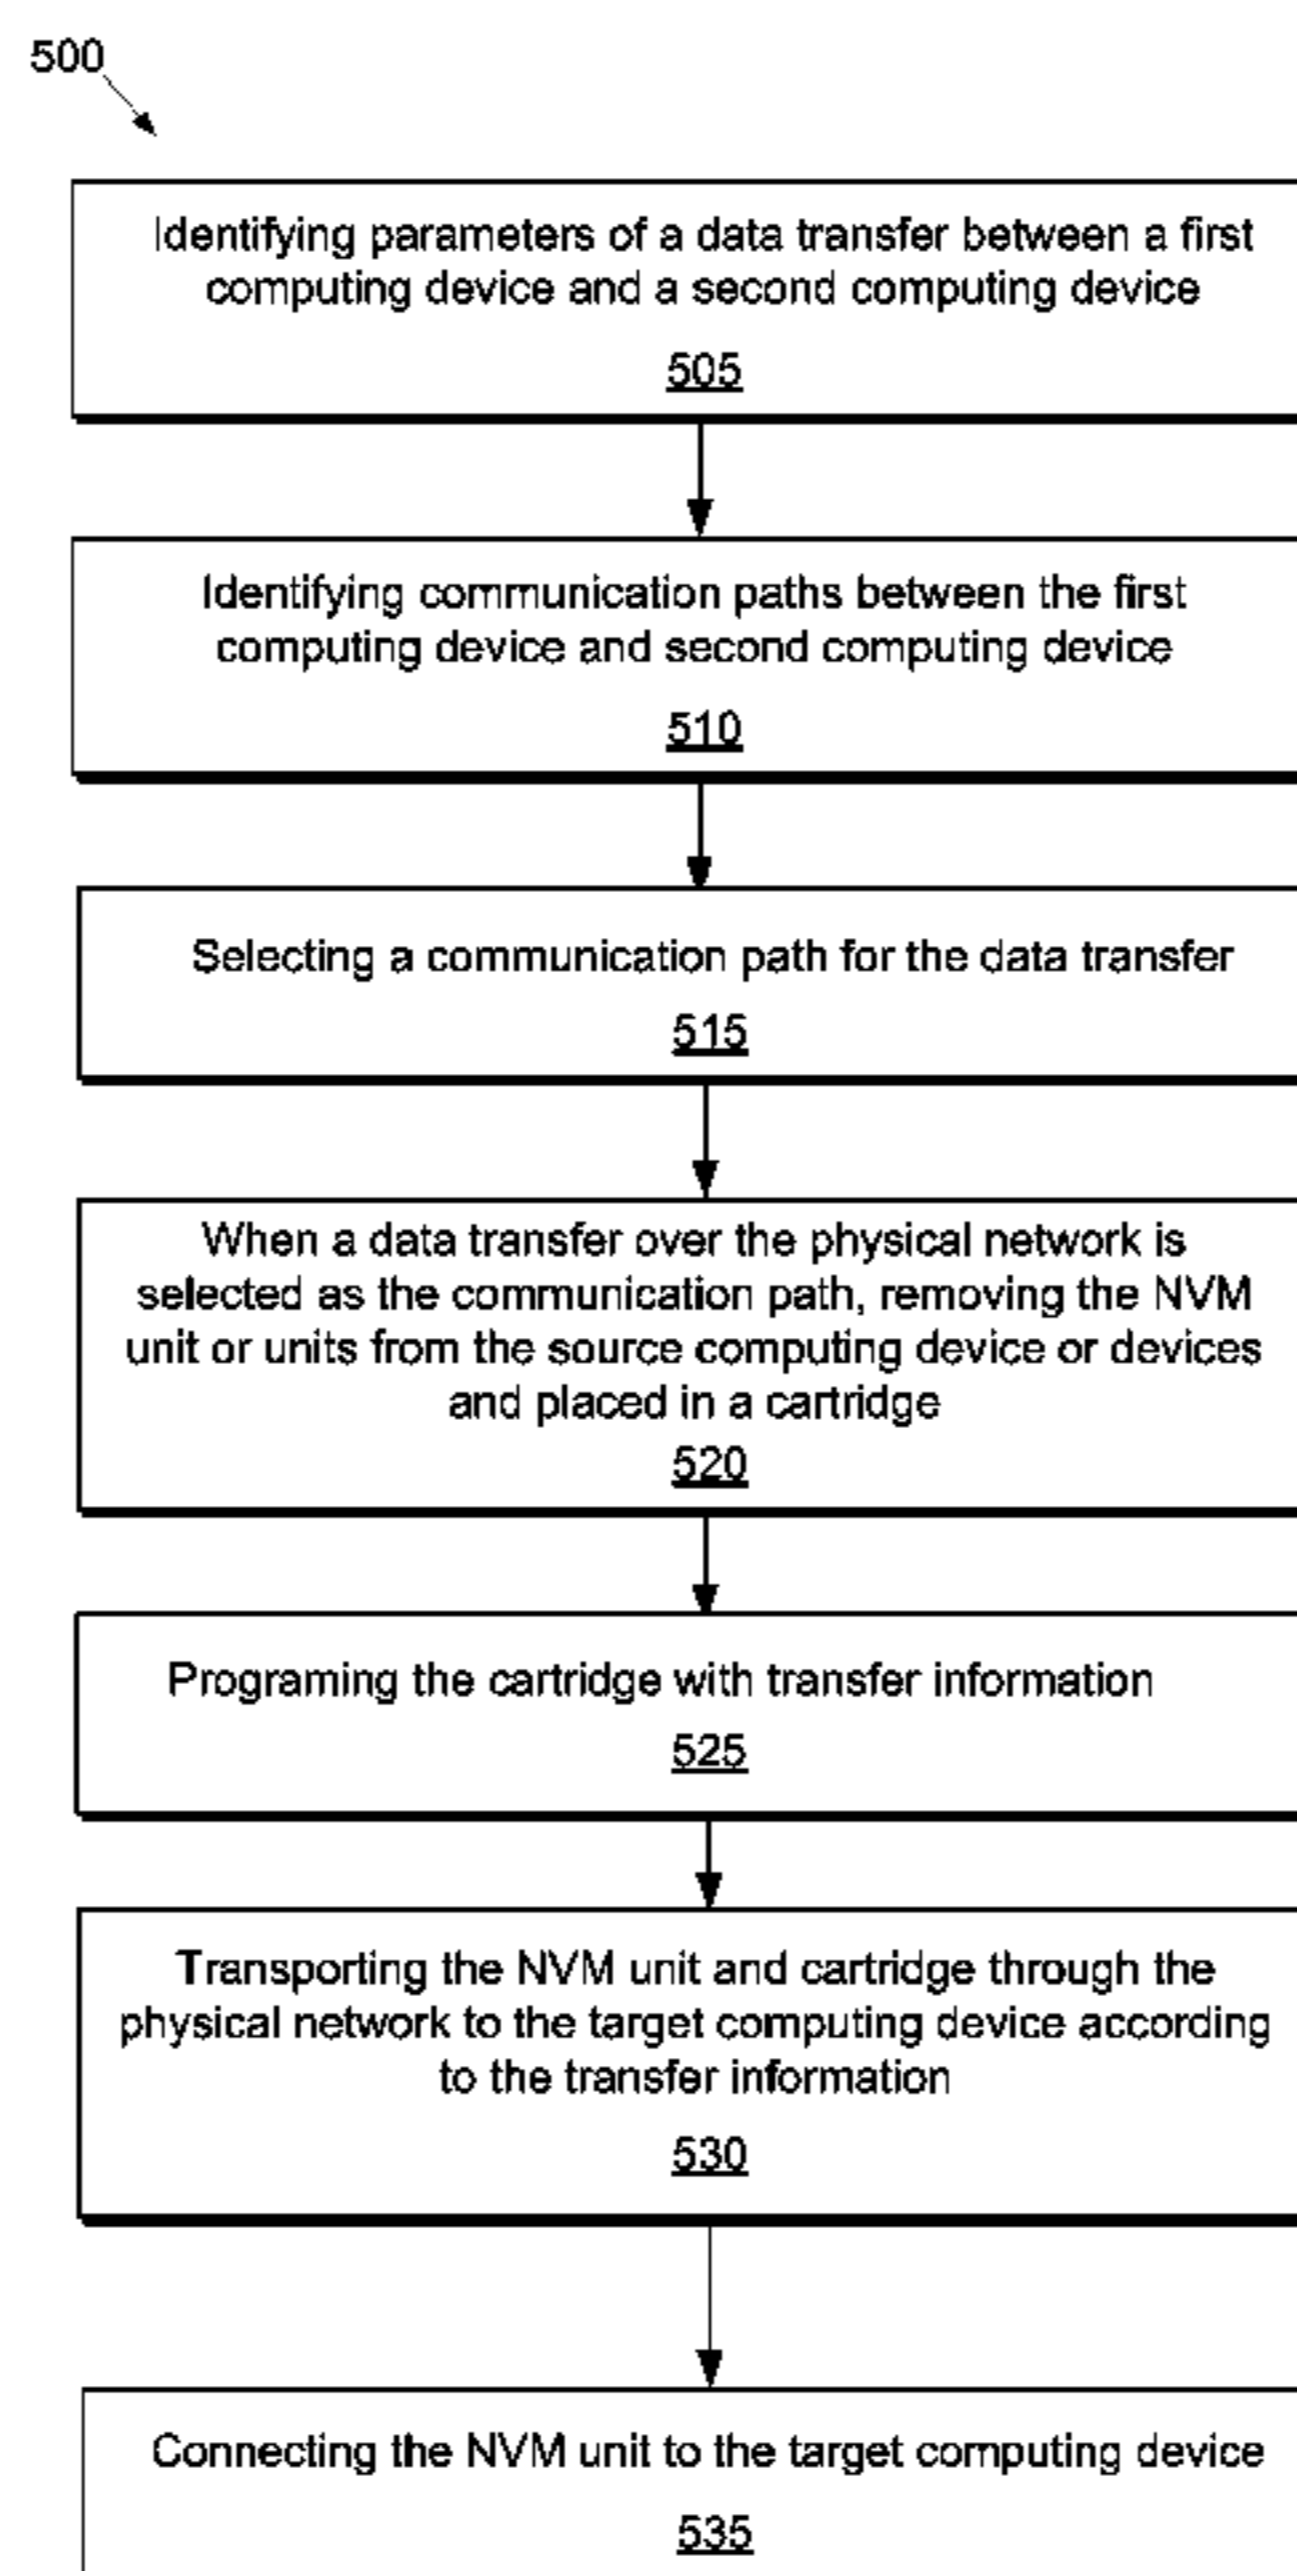 500
Identifying parameters of a data transfer between a first
computing device and a second computing device
505
Identifying communication paths between the first
computing device and second computing device
510
Selecting a communication path for the data transfer
515
When a data transfer over the physical network is
selected as the communication path, removing the NVM
unit or units from the source computing device or devices
and placed in a cartridge
520
Programing the cartridge with transfer information
525
Transporting the NVM unit and cartridge through the
physical network to the target computing device according
to the transfer information
530
Connecting the NVM unit to the target computing device
535